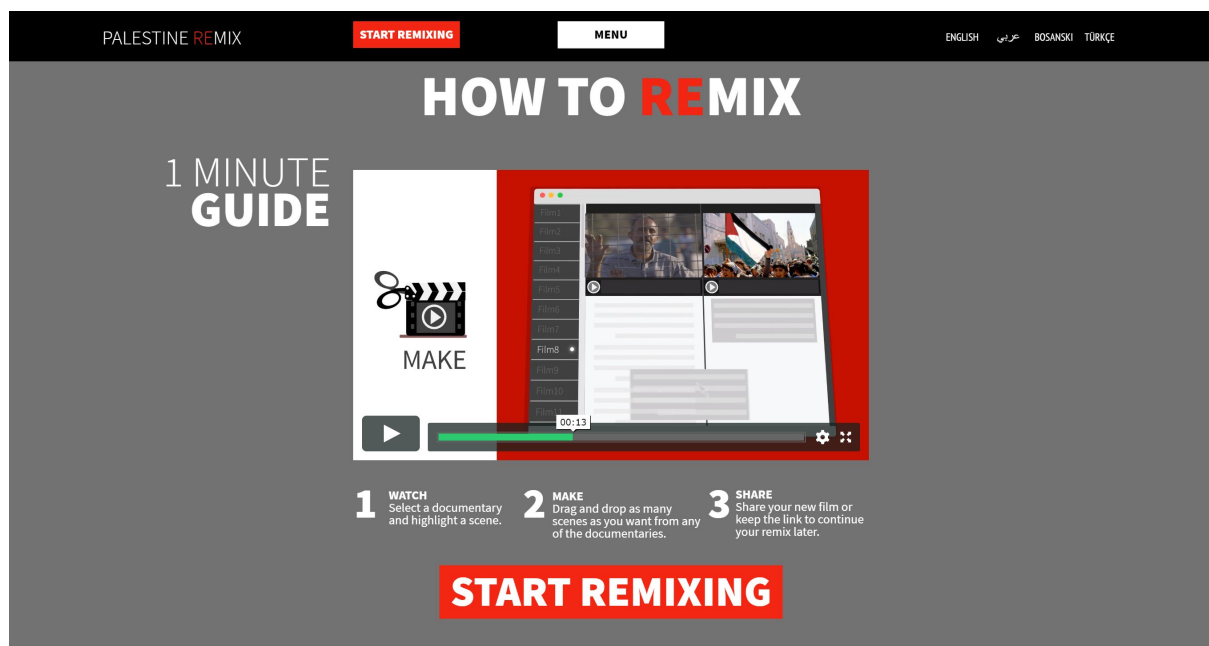 PALESTINE REMIX
START REMIXING
MENU
ENGLISH عربي BOSANSKI TÜRKÇE
HOW TO REMIX
1 MINUTE
GUIDE
MAKE
Film1
Film2
Film3
Film4
Film5
Film6
Film7
Film8
Film9
Film10
Film11
00:13
1 WATCH
Select a documentary
and highlight a scene.
2 MAKE
Drag and drop as many
scenes as you want from any
of the documentaries.
3 SHARE
Share your new film or
keep the link to continue
your remix later.
START REMIXING